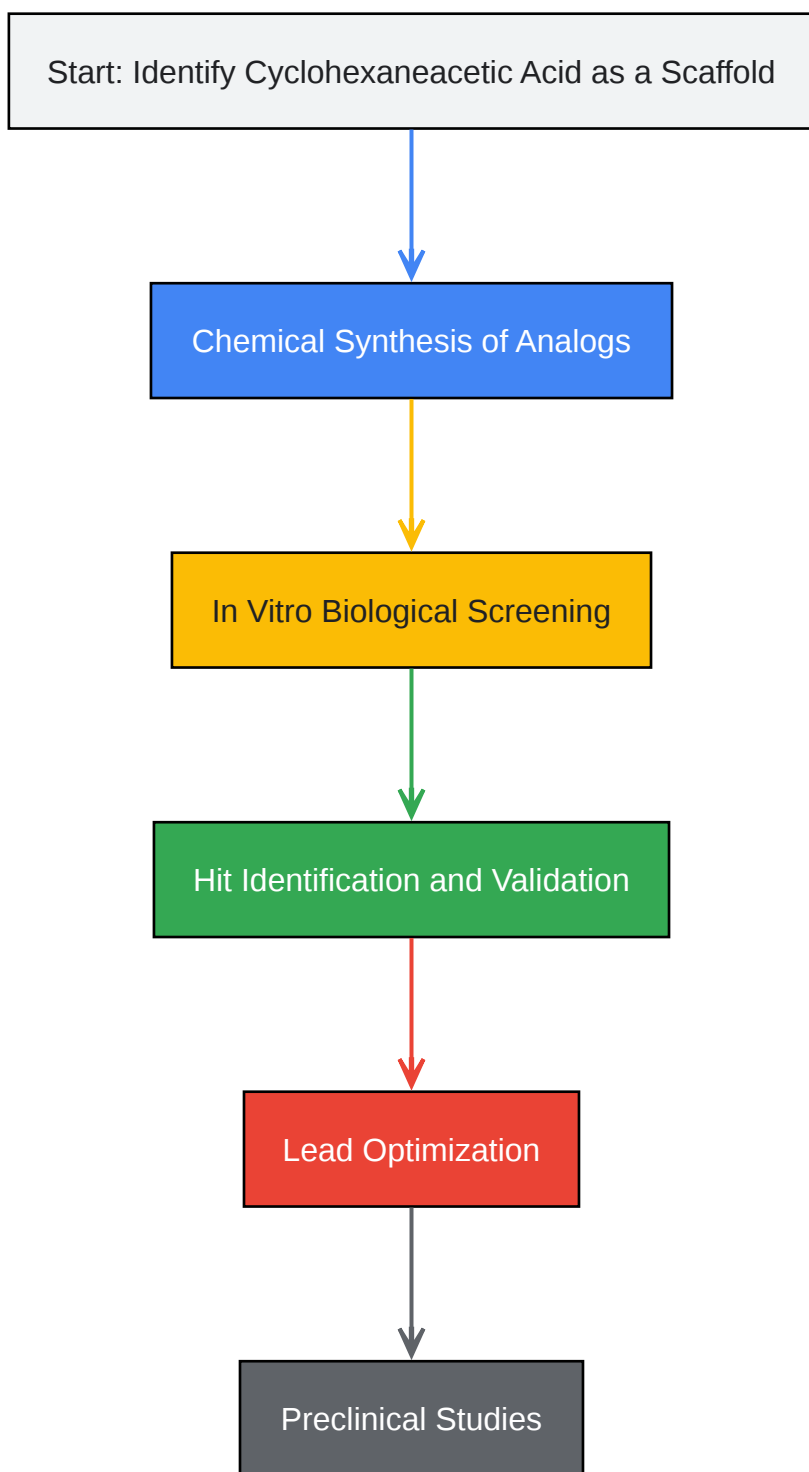 Start: Identify Cyclohexaneacetic Acid as a Scaffold
Chemical Synthesis of Analogs
In Vitro Biological Screening
Hit Identification and Validation
Lead Optimization
Preclinical Studies